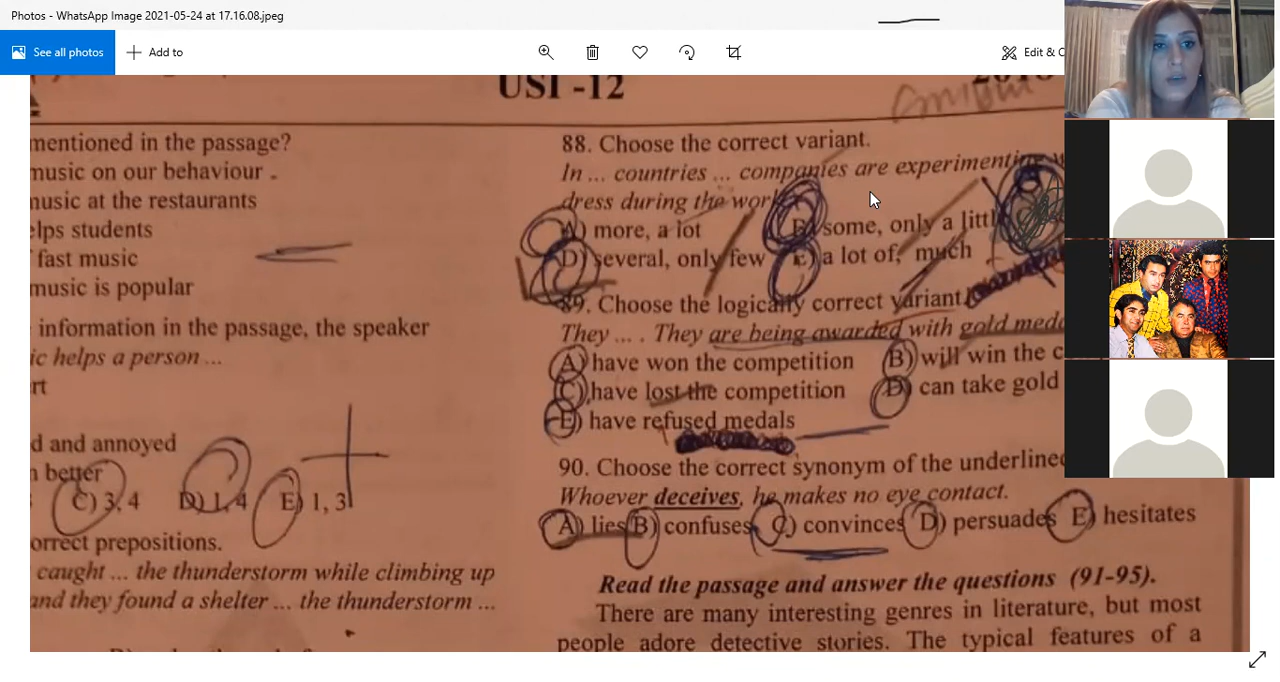 Photos - WhatsApp Image 2021-05-24 at 17.16.08.jpeg
See all photos
Add to
Edit & C
USI -12
mentioned in the passage?
music on our behaviour .
music at the restaurants
elps students
fast music
music is popular
information in the passage, the speaker
ic helps a person ...
rt
d and annoyed
n better
C) 3, 4 D) 1, 4 E) 1, 3
orrect prepositions.
caught ... the thunderstorm while climbing up
and they found a shelter ... the thunderstorm ...
88. Choose the correct variant.
In ... countries ... companies are experimenting
dress during the wor
A) more, a lot B) some, only a littl
D) several, only few E) a lot of, much
89. Choose the logically correct variant.
They ... . They are being awarded with gold meda
A) have won the competition B) will win the c
C) have lost the competition D) can take gold
E) have refused medals
90. Choose the correct synonym of the underlined
Whoever deceives, he makes no eye contact.
A) lies B) confuses C) convinces D) persuades E) hesitates
Read the passage and answer the questions (91-95).
There are many interesting genres in literature, but most
people adore detective stories. The typical features of a